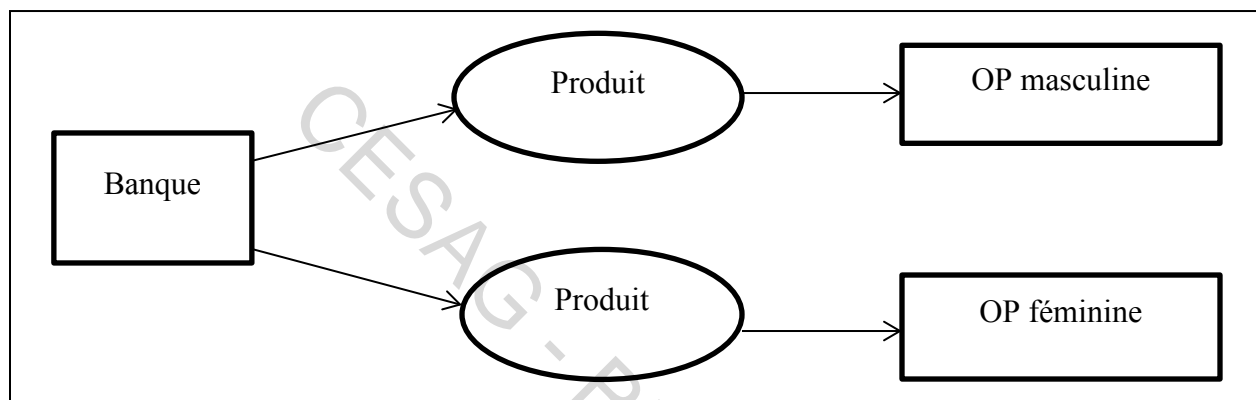 Produit
OP masculine
Banque
Produit
OP féminine
CESAG -